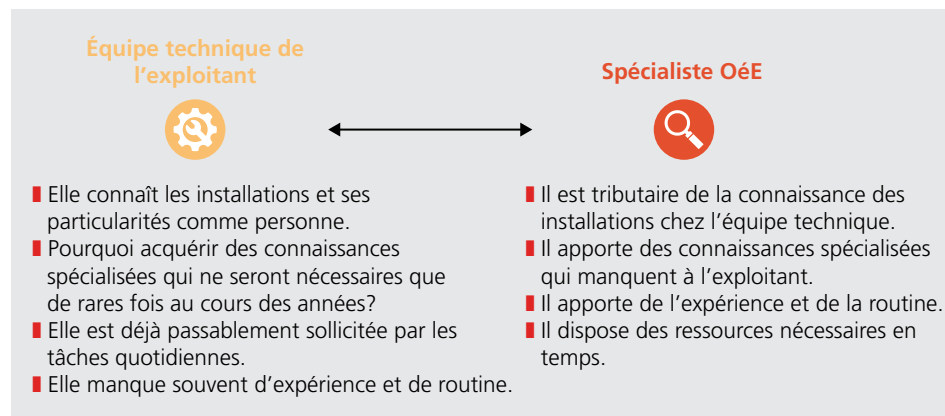 Équipe technique de
l’exploitant
Elle connaît les installations et ses
particularités comme personne.
Pourquoi acquérir des connaissances
spécialisées qui ne seront nécessaires que
de rares fois au cours des années?
Elle est déjà passablement sollicitée par les
tâches quotidiennes.
Elle manque souvent d’expérience et de routine.
Spécialiste OéE
Il est tributaire de la connaissance des
installations chez l’équipe technique.
Il apporte des connaissances spécialisées
qui manquent à l’exploitant.
Il apporte de l’expérience et de la routine.
Il dispose des ressources nécessaires en
temps.